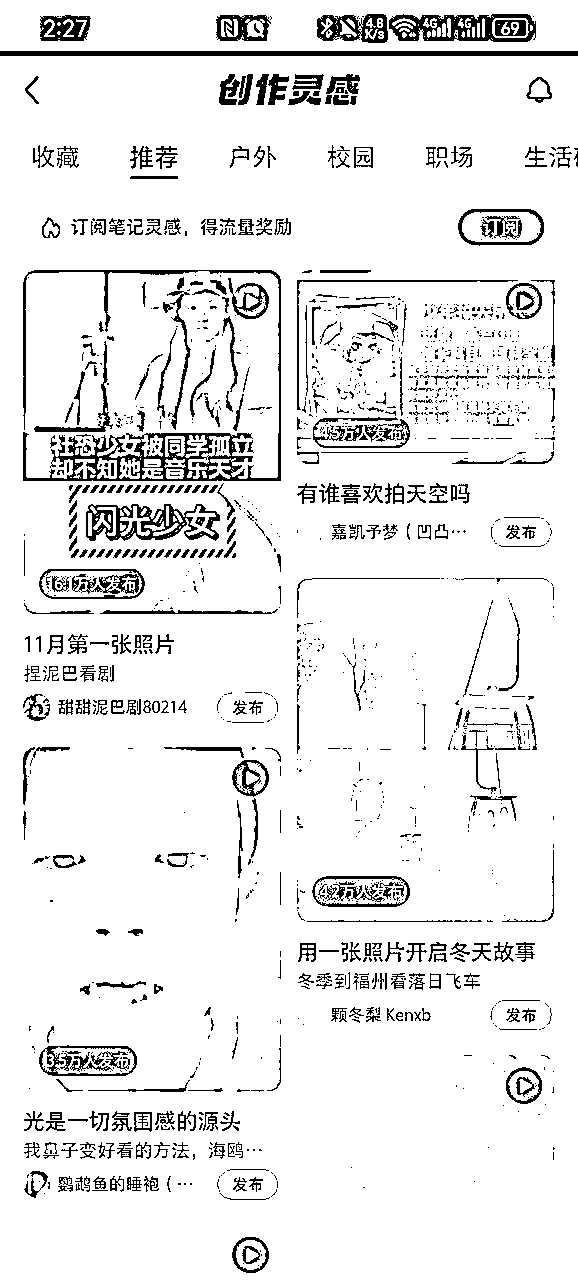 2:27
4.8 K/s
4G 4G 69
创作灵感
收藏 推荐 户外 校园 职场 生活
订阅笔记灵感，得流量奖励
订阅
社恐少女被同学孤立
却不知她是音乐天才
闪光少女
16.1万人发布
11月第一张照片
捏泥巴看剧
甜甜泥巴剧80214
发布
4.5万人发布
有谁喜欢拍天空吗
嘉凯予梦（凹凸…
发布
4.2万人发布
用一张照片开启冬天故事
冬季到福州看落日飞车
颗冬梨 Kenxb
发布
3.5万人发布
光是一切氛围感的源头
我鼻子变好看的方法，海鸥…
鹦鹉鱼的睡袍（…
发布